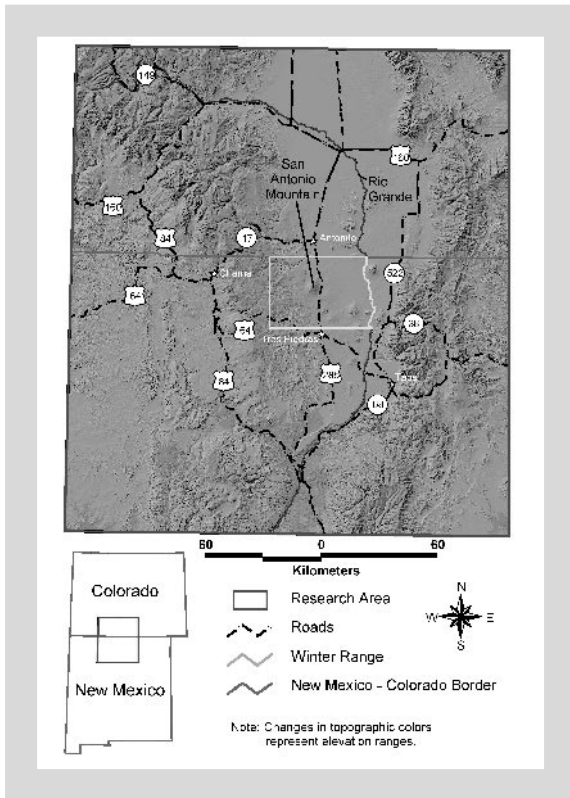 149
San
Antonio
Mountain
160
Rio
Grande
160
84
17
Antonito
Chama
522
64
64
38
Tres Piedras
285
Taos
84
68
60 0 60
Kilometers
Colorado
New Mexico
Research Area
Roads
Winter Range
New Mexico - Colorado Border
N
W E
S
Note: Changes in topographic colors
represent elevation ranges.